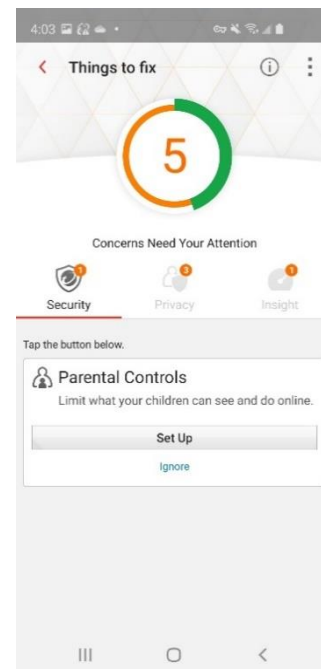 4:03
Things to fix
5
Concerns Need Your Attention
1
3
1
Security
Privacy
Insight
Tap the button below.
Parental Controls
Limit what your children can see and do online.
Set Up
Ignore